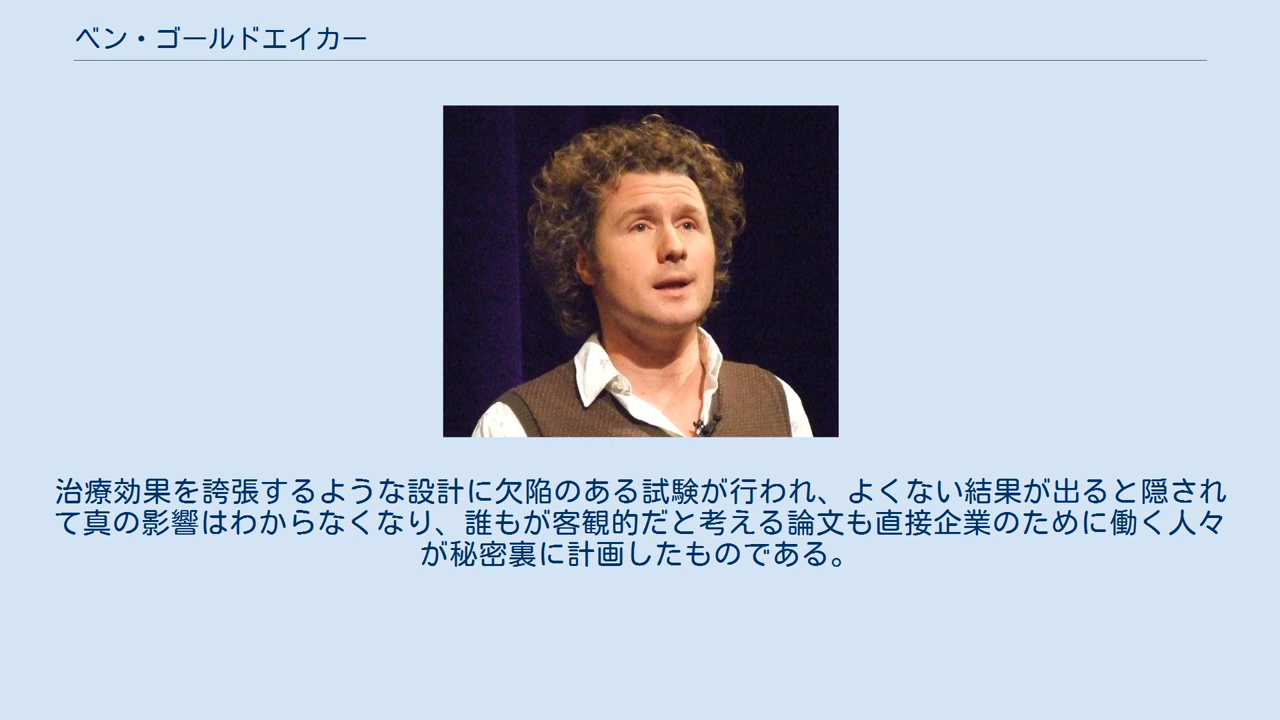 ベン・ゴールドエイカー
治療効果を誇張するような設計に欠陥のある試験が行われ、よくない結果が出ると隠され
て真の影響はわからなくなり、誰もが客観的だと考える論文も直接企業のために働く人々
が秘密裏に計画したものである。